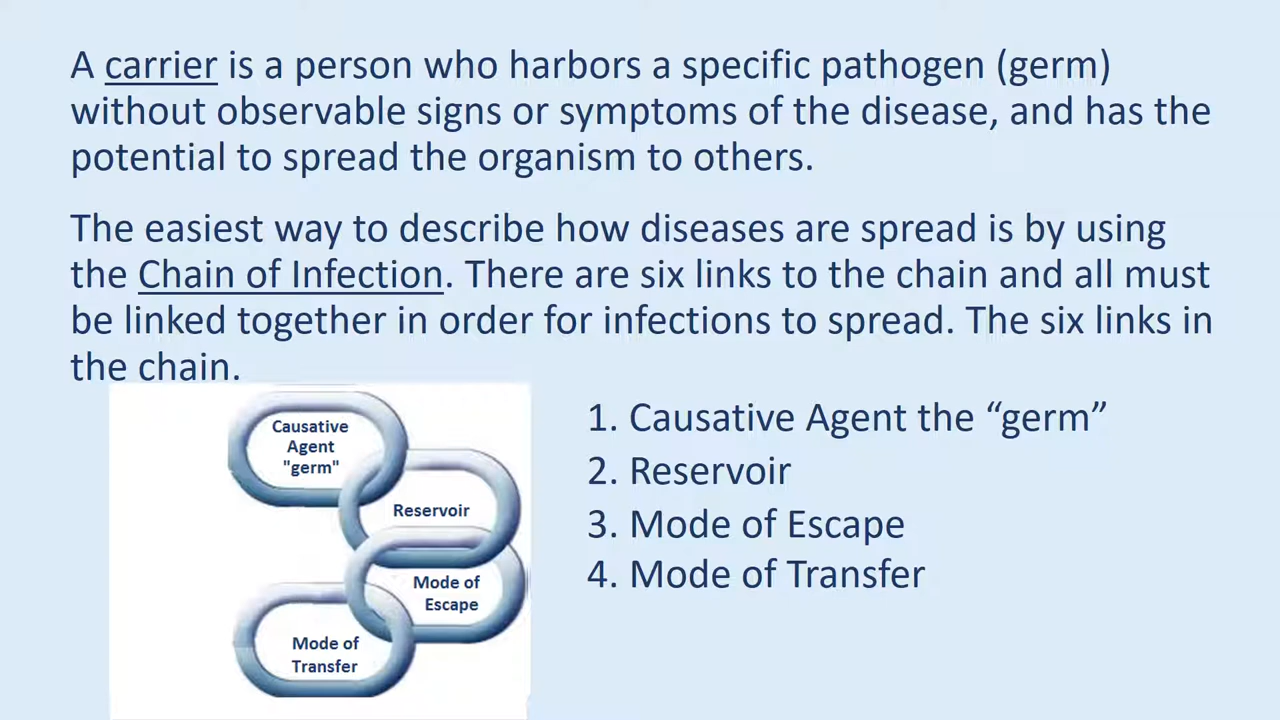 A carrier is a person who harbors a specific pathogen (germ)
without observable signs or symptoms of the disease, and has the
potential to spread the organism to others.
The easiest way to describe how diseases are spread is by using
the Chain of Infection. There are six links to the chain and all must
be linked together in order for infections to spread. The six links in
the chain.
Causative
Agent
"germ"
Reservoir
Mode of
Escape
Mode of
Transfer
1. Causative Agent the “germ”
2. Reservoir
3. Mode of Escape
4. Mode of Transfer